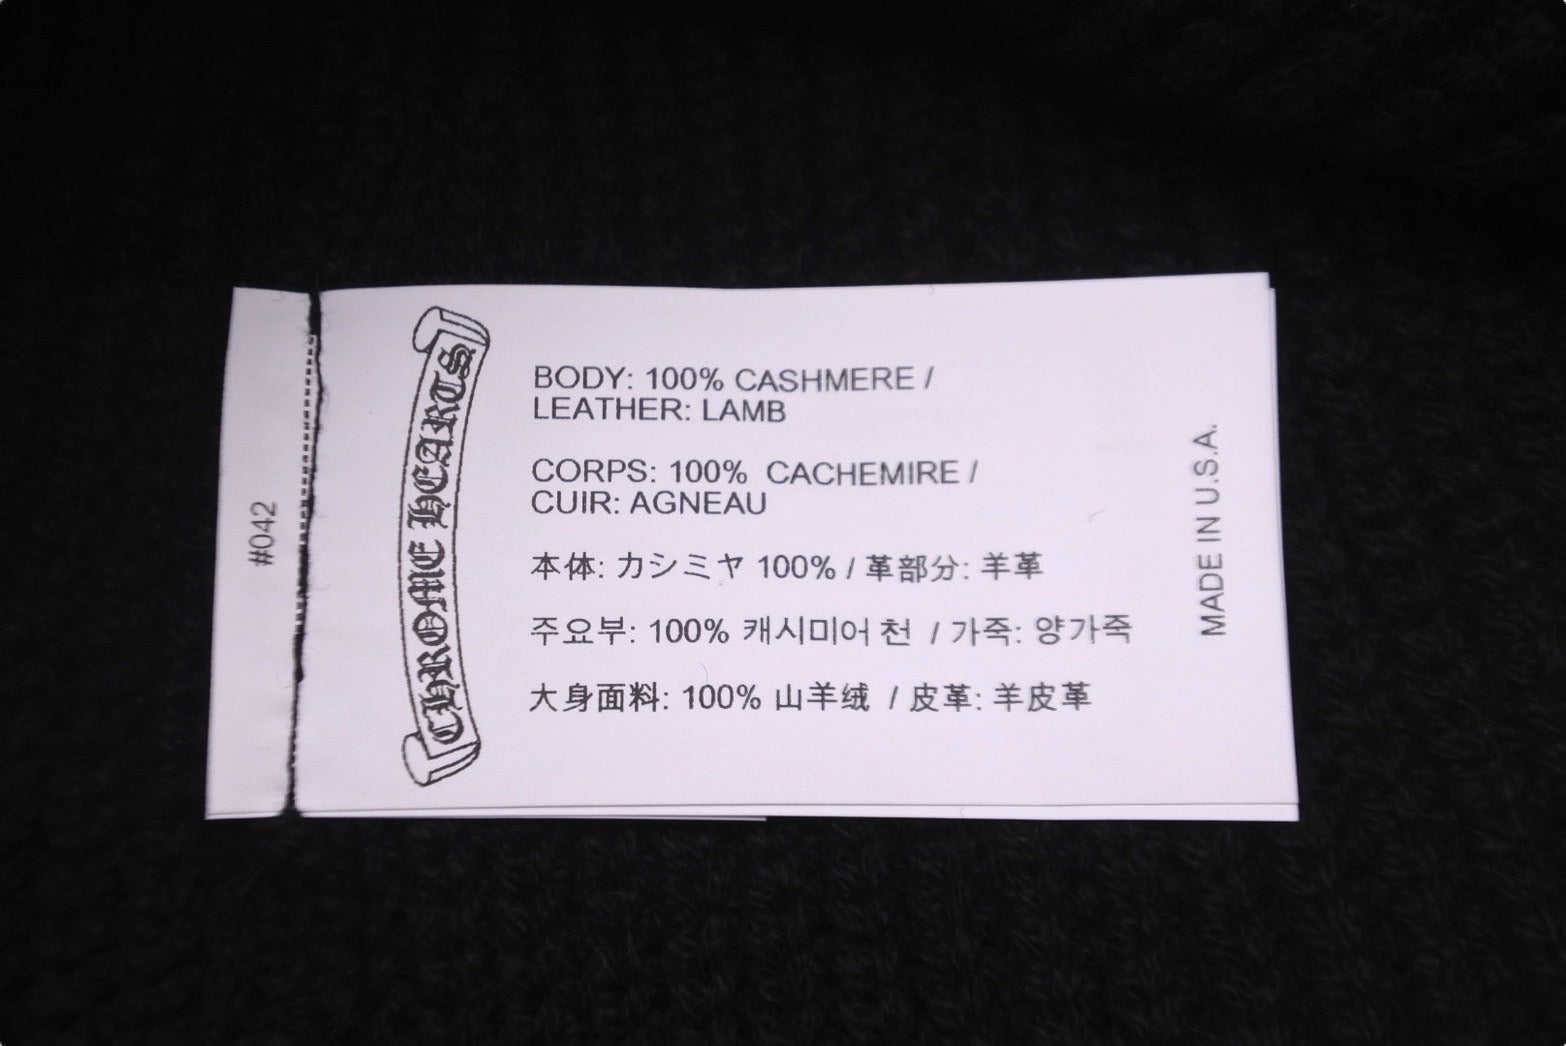 #042
CHROME HEARTS
BODY: 100% CASHMERE /
LEATHER: LAMB
CORPS: 100% CACHEMIRE /
CUIR: AGNEAU
本体: カシミヤ 100% / 革部分: 羊革
주요부: 100% 캐시미어 천 / 가죽: 양가죽
大身面料: 100% 山羊绒 / 皮革: 羊皮革
MADE IN U.S.A.